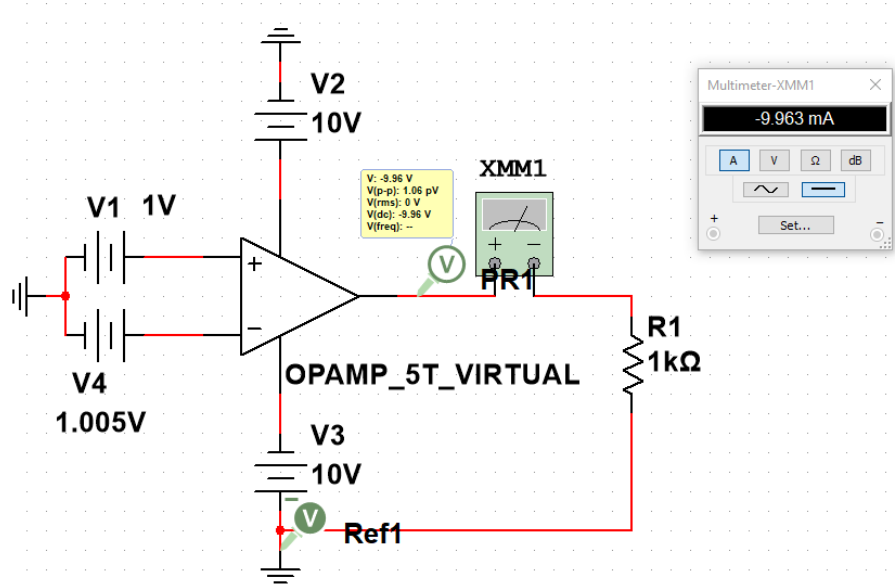 V2
10V
Multimeter-XMM1
-9.963 mA
A
V
Ω
dB
+
Set...
-
XMM1
+ -
V: -9.96 V
V(p-p): 1.06 pV
V(rms): 0 V
V(dc): -9.96 V
V(freq): --
V
PR1
V1
1V
+
−
V4
1.005V
OPAMP_5T_VIRTUAL
R1
1kΩ
V3
10V
V
Ref1